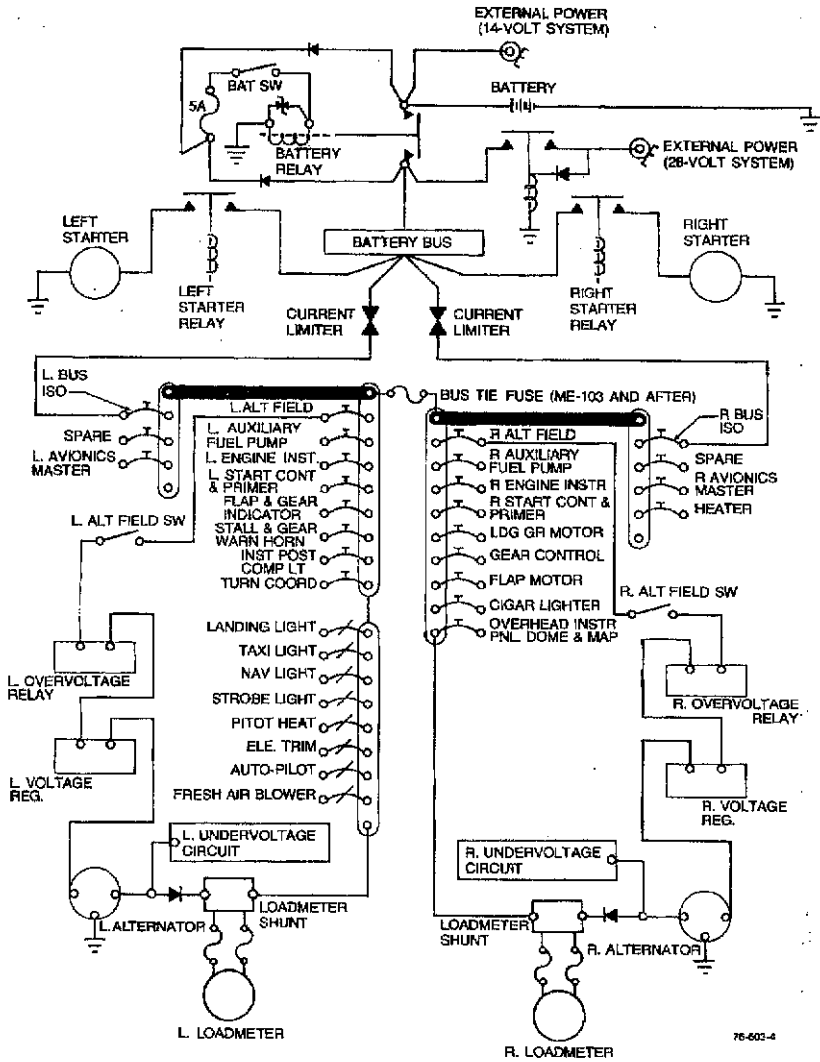 EXTERNAL POWER
(14-VOLT SYSTEM)
BAT SW
BATTERY
5A
BATTERY
RELAY
EXTERNAL POWER
(28-VOLT SYSTEM)
LEFT
STARTER
BATTERY BUS
RIGHT
STARTER
LEFT
STARTER
RELAY
RIGHT
STARTER
RELAY
CURRENT
LIMITER
CURRENT
LIMITER
L. BUS
ISO
BUS TIE FUSE (ME-103 AND AFTER)
R BUS
ISO
SPARE
L. AVIONICS
MASTER
L.ALT FIELD
L. AUXILIARY
FUEL PUMP
L. ENGINE INST
L. START CONT
& PRIMER
FLAP & GEAR
INDICATOR
STALL & GEAR
WARN HORN
INST POST
COMP LT
TURN COORD
R ALT FIELD
R AUXILIARY
FUEL PUMP
R ENGINE INSTR
R START CONT &
PRIMER
LDG GR MOTOR
GEAR CONTROL
FLAP MOTOR
CIGAR LIGHTER
OVERHEAD INSTR
PNL DOME & MAP
SPARE
R AVIONICS
MASTER
HEATER
L. ALT FIELD SW
R. ALT FIELD SW
LANDING LIGHT
TAXI LIGHT
NAV LIGHT
STROBE LIGHT
PITOT HEAT
ELE. TRIM
AUTO-PILOT
FRESH AIR BLOWER
L. OVERVOLTAGE
RELAY
R. OVERVOLTAGE
RELAY
L. VOLTAGE
REG.
R. VOLTAGE
REG.
L. UNDERVOLTAGE
CIRCUIT
R. UNDERVOLTAGE
CIRCUIT
L.ALTERNATOR
LOADMETER
SHUNT
LOADMETER
SHUNT
R. ALTERNATOR
L. LOADMETER
R. LOADMETER
76-603-4